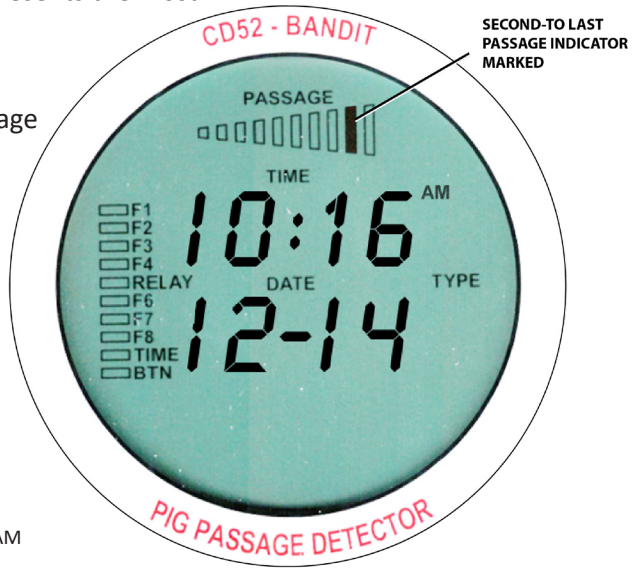 CD52 - BANDIT
SECOND-TO LAST
PASSAGE INDICATOR
MARKED
PASSAGE
age
TIME
10:16 AM
F1
F2
F3
F4
RELAY
DATE
TYPE
F6
F7
F8
TIME
BTN
12-14
PIG PASSAGE DETECTOR
AM